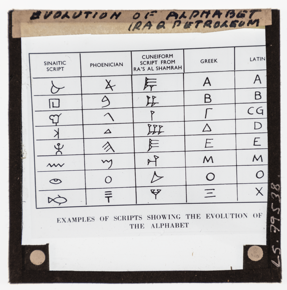 EVOLUTION OF ALPHABET
IRAQ PETROLEUM
SINAITIC SCRIPT PHOENICIAN CUNEIFORM SCRIPT FROM RA'S AL SHAMRAH GREEK LATIN
Α A
Β B
Γ CG
Δ D
Ε E
Μ M
Ο O
Ξ X
EXAMPLES OF SCRIPTS SHOWING THE EVOLUTION OF
THE ALPHABET
LS. 79538.